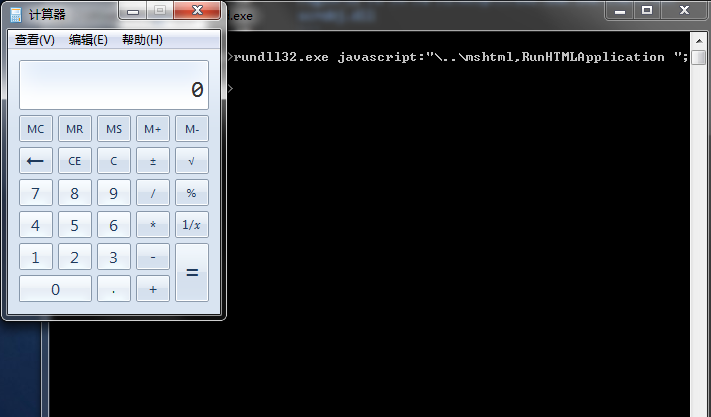 计算器
d.exe
查看(V) 编辑(E) 帮助(H)
>rundll32.exe javascript:"\..\mshtml,RunHTMLApplication ";
0
>
MC MR MS M+ M-
← CE C ± √
7 8 9 / %
4 5 6 * 1/x
1 2 3 - =
0 . +